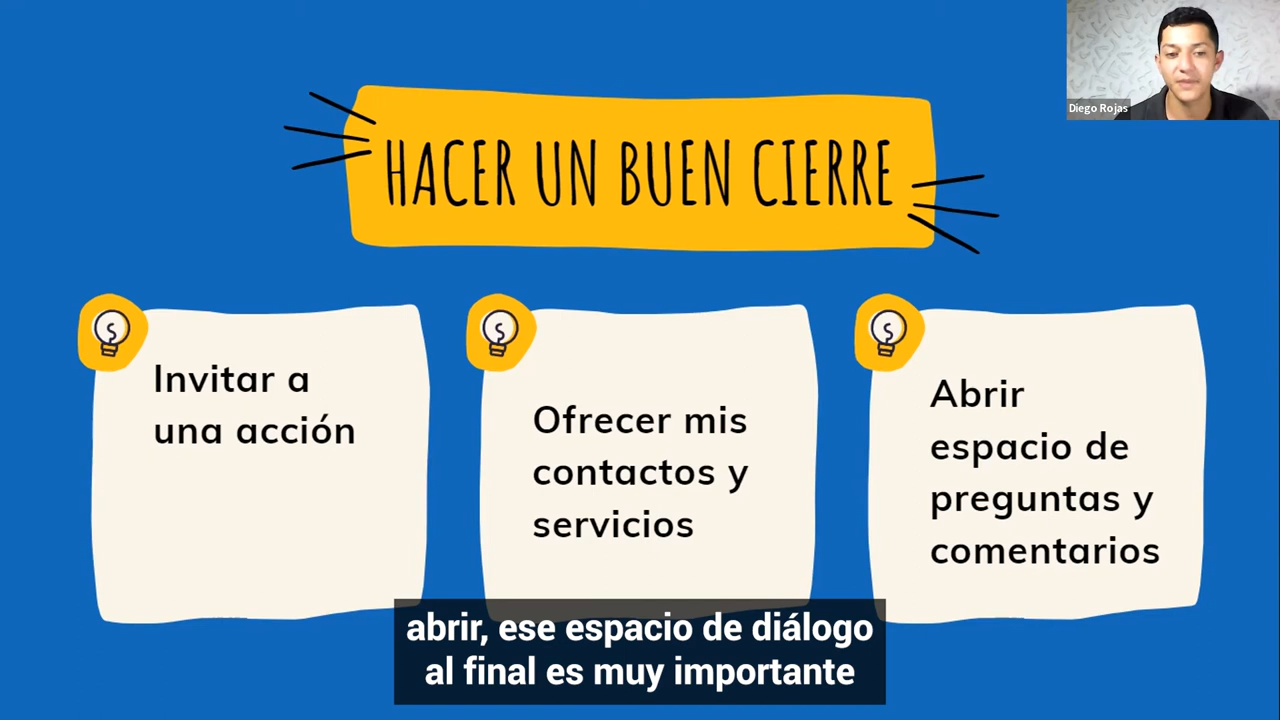 Diego Rojas
HACER UN BUEN CIERRE
Invitar a
una acción
Ofrecer mis
contactos y
servicios
Abrir
espacio de
preguntas y
comentarios
abrir, ese espacio de diálogo
al final es muy importante